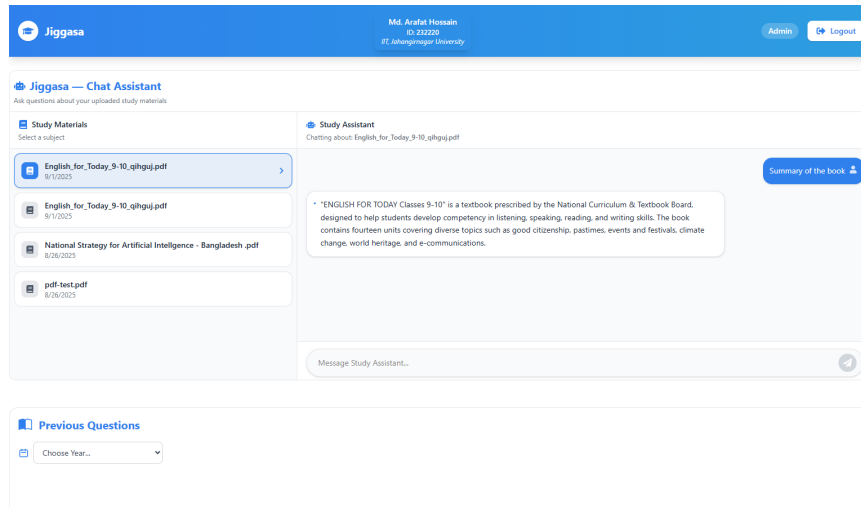 Jiggasa
Md. Arafat Hossain
ID: 232220
IIT, Jahangirnagar University
Admin
Logout
Jiggasa — Chat Assistant
Ask questions about your uploaded study materials
Study Materials
Select a subject
English_for_Today_9-10_qihguj.pdf
9/1/2025
English_for_Today_9-10_qihguj.pdf
9/1/2025
National Strategy for Artificial Intellgence - Bangladesh .pdf
8/26/2025
pdf-test.pdf
8/26/2025
Study Assistant
Chatting about: English_for_Today_9-10_qihguj.pdf
Summary of the book
* "ENGLISH FOR TODAY Classes 9-10" is a textbook prescribed by the National Curriculum & Textbook Board,
designed to help students develop competency in listening, speaking, reading, and writing skills. The book
contains fourteen units covering diverse topics such as good citizenship, pastimes, events and festivals, climate
change, world heritage, and e-communications.
Message Study Assistant...
Previous Questions
Choose Year...